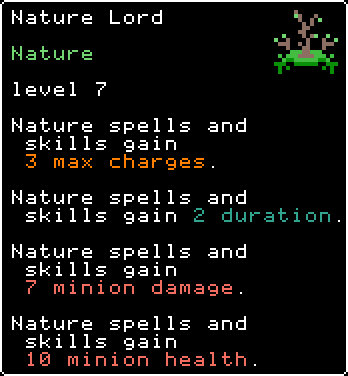 Nature Lord
Nature
level 7
Nature spells and
skills gain
3 max charges.
Nature spells and
skills gain 2 duration.
Nature spells and
skills gain
7 minion damage.
Nature spells and
skills gain
10 minion health.